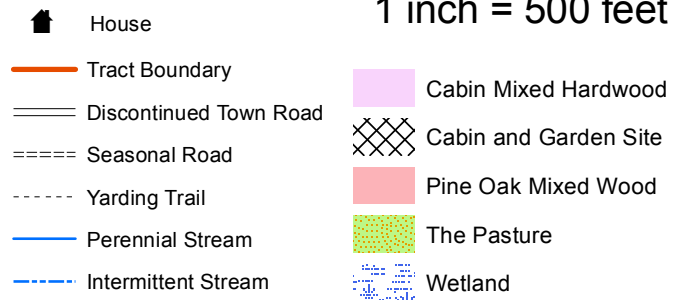 1 inch = 500 feet
House
Tract Boundary
Discontinued Town Road
Seasonal Road
Yarding Trail
Perennial Stream
Intermittent Stream
Cabin Mixed Hardwood
Cabin and Garden Site
Pine Oak Mixed Wood
The Pasture
Wetland